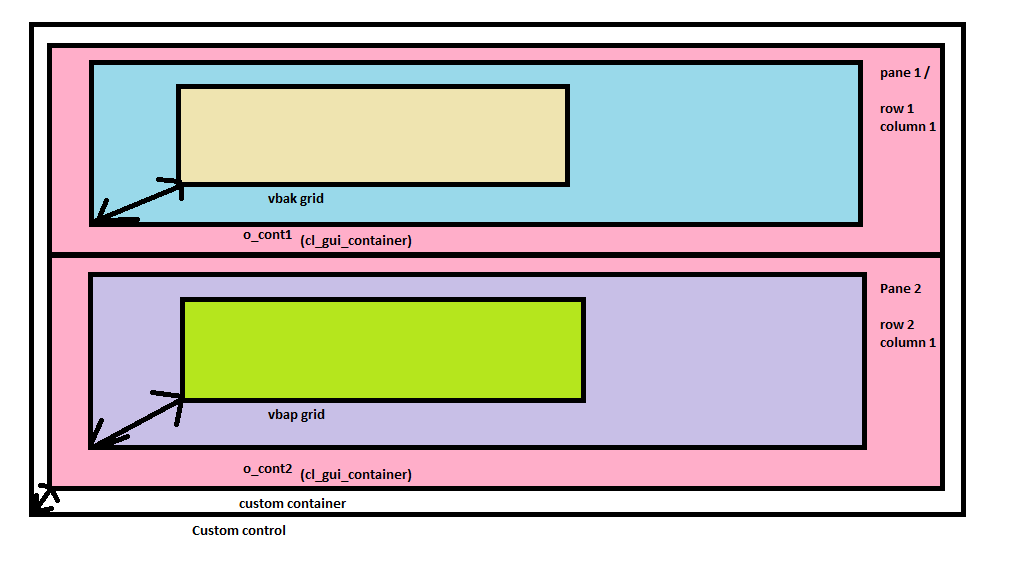 pane 1 /
row 1
column 1
vbak grid
o_cont1 (cl_gui_container)
Pane 2
row 2
column 1
vbap grid
o_cont2 (cl_gui_container)
custom container
Custom control